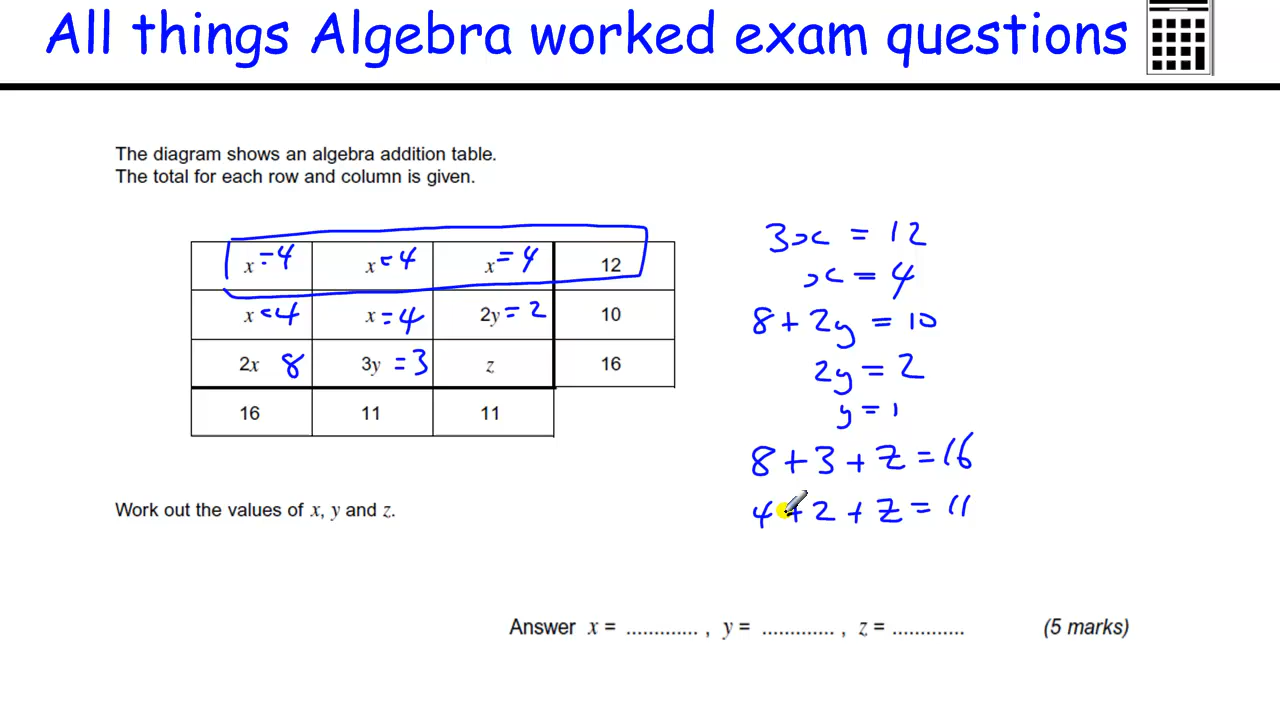 All things Algebra worked exam questions
The diagram shows an algebra addition table.
The total for each row and column is given.
x = 4 x = 4 x = 4 12
x = 4 x = 4 2y = 2 10
2x 8 3y = 3 z 16
16 11 11
3x = 12
x = 4
8 + 2y = 10
2y = 2
y = 1
8 + 3 + z = 16
4 + 2 + z = 11
Work out the values of x, y and z.
Answer x = ............. , y = ............. , z = ............. (5 marks)